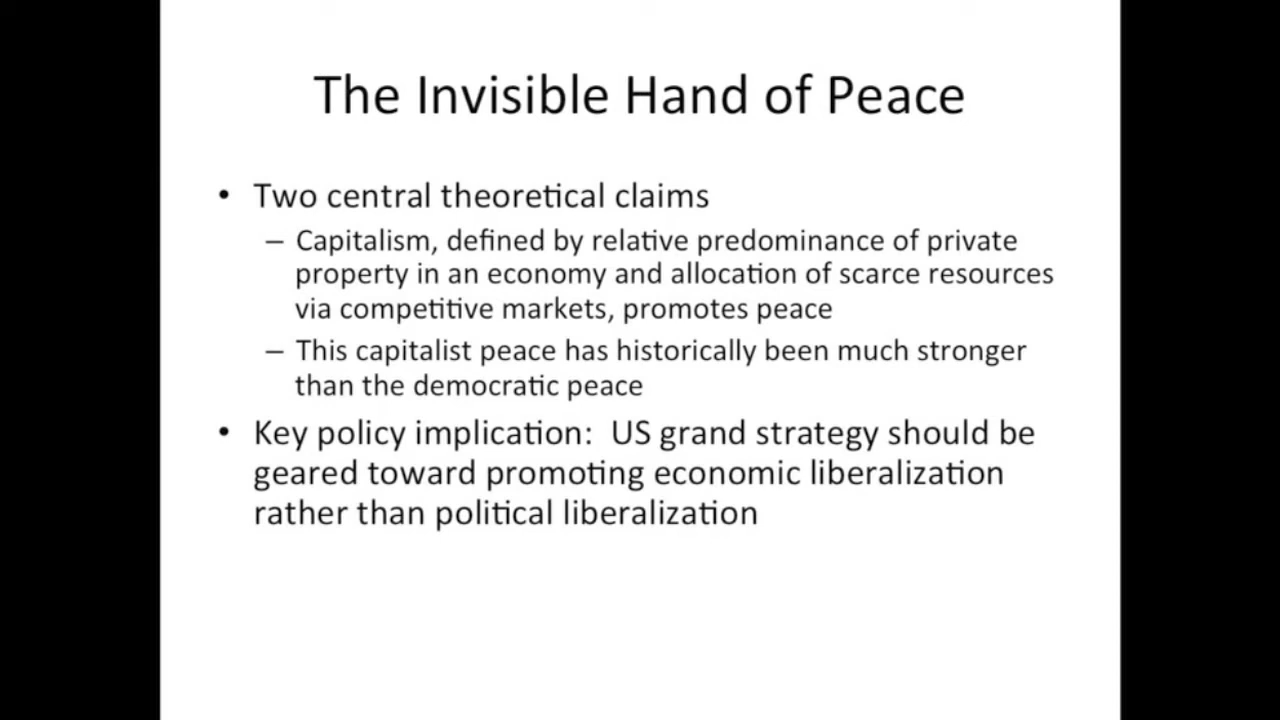 The Invisible Hand of Peace
• Two central theoretical claims
– Capitalism, defined by relative predominance of private
property in an economy and allocation of scarce resources
via competitive markets, promotes peace
– This capitalist peace has historically been much stronger
than the democratic peace
• Key policy implication:  US grand strategy should be
geared toward promoting economic liberalization
rather than political liberalization